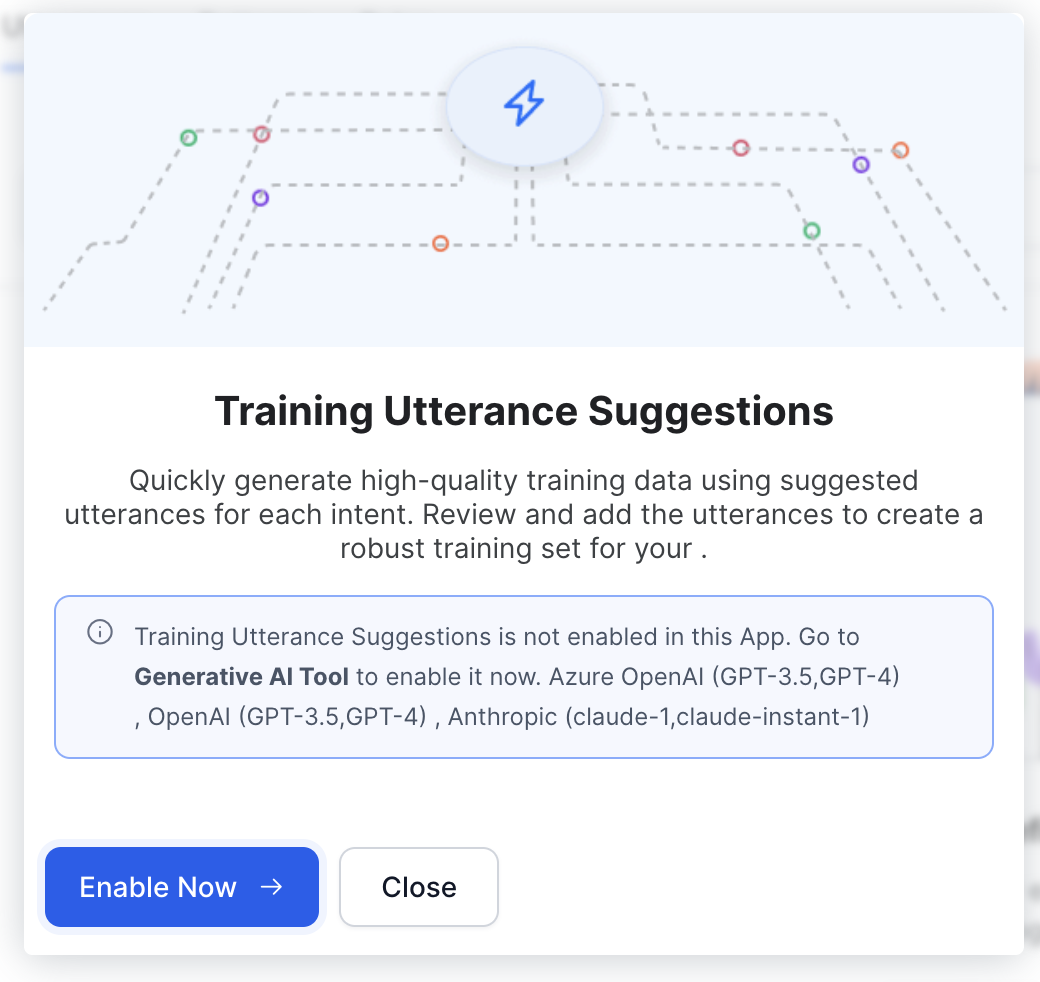 Training Utterance Suggestions
Quickly generate high-quality training data using suggested
utterances for each intent. Review and add the utterances to create a
robust training set for your .
Training Utterance Suggestions is not enabled in this App. Go to
Generative AI Tool to enable it now. Azure OpenAI (GPT-3.5,GPT-4)
, OpenAI (GPT-3.5,GPT-4) , Anthropic (claude-1,claude-instant-1)
Enable Now →
Close